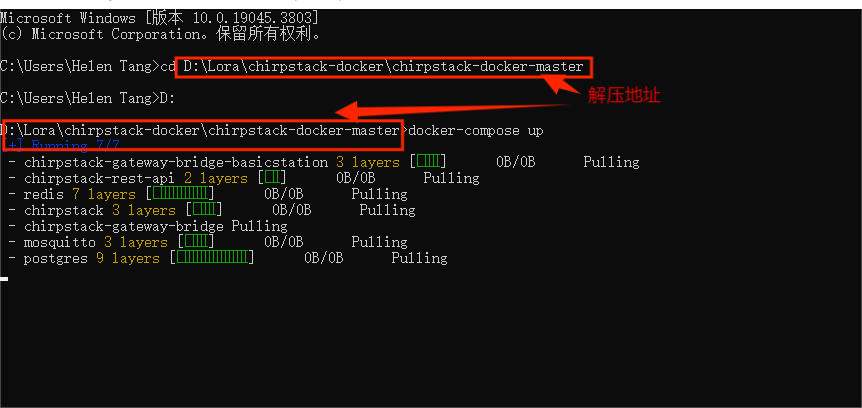 Microsoft Windows [版本 10.0.19045.3803]
(c) Microsoft Corporation。保留所有权利。
C:\Users\Helen Tang>cd D:\Lora\chirpstack-docker\chirpstack-docker-master
解压地址
C:\Users\Helen Tang>D:
D:\Lora\chirpstack-docker\chirpstack-docker-master>docker-compose up
[+] Running 7/7
- chirpstack-gateway-bridge-basicstation 3 layers [⣿⣿⣿] 0B/0B Pulling
- chirpstack-rest-api 2 layers [⣿⣿] 0B/0B Pulling
- redis 7 layers [⣿⣿⣿⣿⣿⣿⣿] 0B/0B Pulling
- chirpstack 3 layers [⣿⣿⣿] 0B/0B Pulling
- chirpstack-gateway-bridge Pulling
- mosquitto 3 layers [⣿⣿⣿] 0B/0B Pulling
- postgres 9 layers [⣿⣿⣿⣿⣿⣿⣿⣿⣿] 0B/0B Pulling